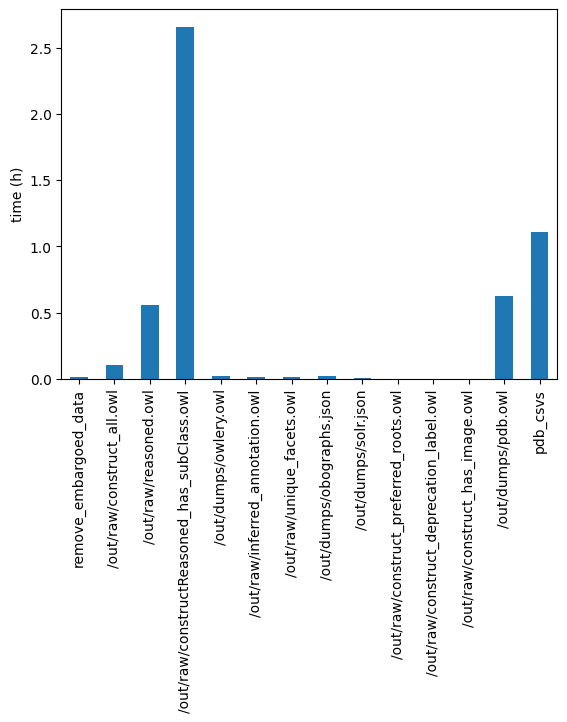 2.5
2.0
1.5
1.0
0.5
0.0
time (h)
remove_embargoed_data
/out/raw/construct_all.owl
/out/raw/reasoned.owl
/out/raw/constructReasoned_has_subClass.owl
/out/dumps/owlery.owl
/out/raw/inferred_annotation.owl
/out/raw/unique_facets.owl
/out/dumps/obographs.json
/out/dumps/solr.json
/out/raw/construct_preferred_roots.owl
/out/raw/construct_deprecation_label.owl
/out/raw/construct_has_image.owl
/out/dumps/pdb.owl
pdb_csvs